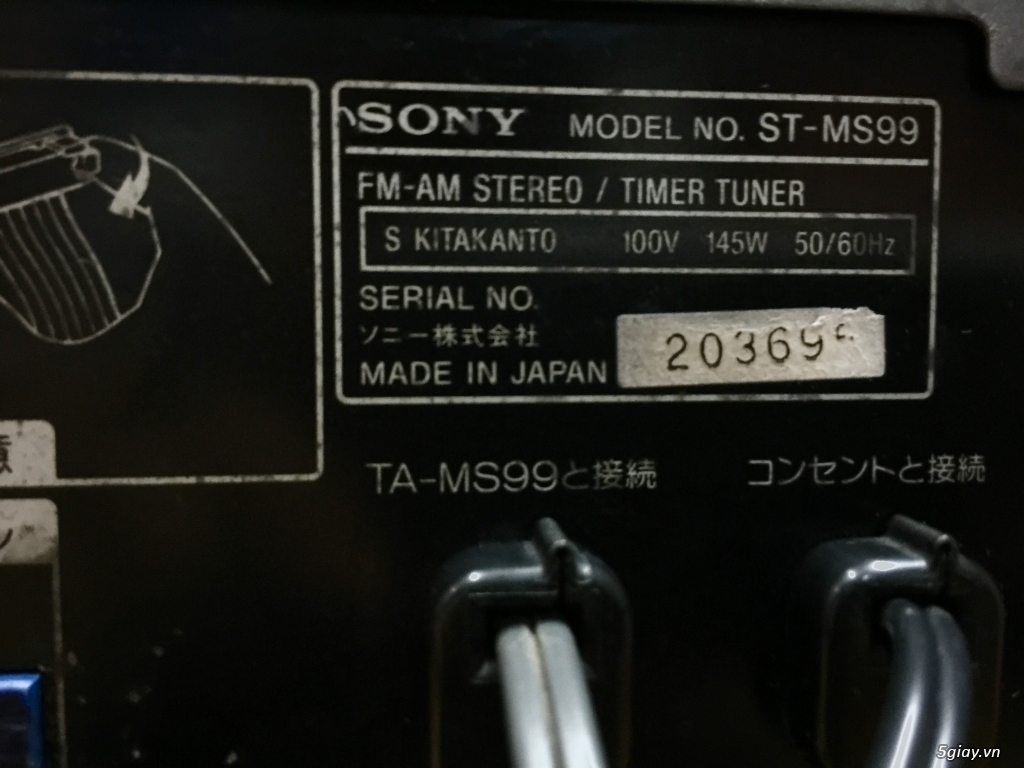 SONY MODEL NO. ST-MS99
FM-AM STEREO / TIMER TUNER
S KITAKANTO 100V 145W 50/60Hz
SERIAL NO.
ソニー株式会社
MADE IN JAPAN
TA-MS99と接続
コンセントと接続
5giay.vn